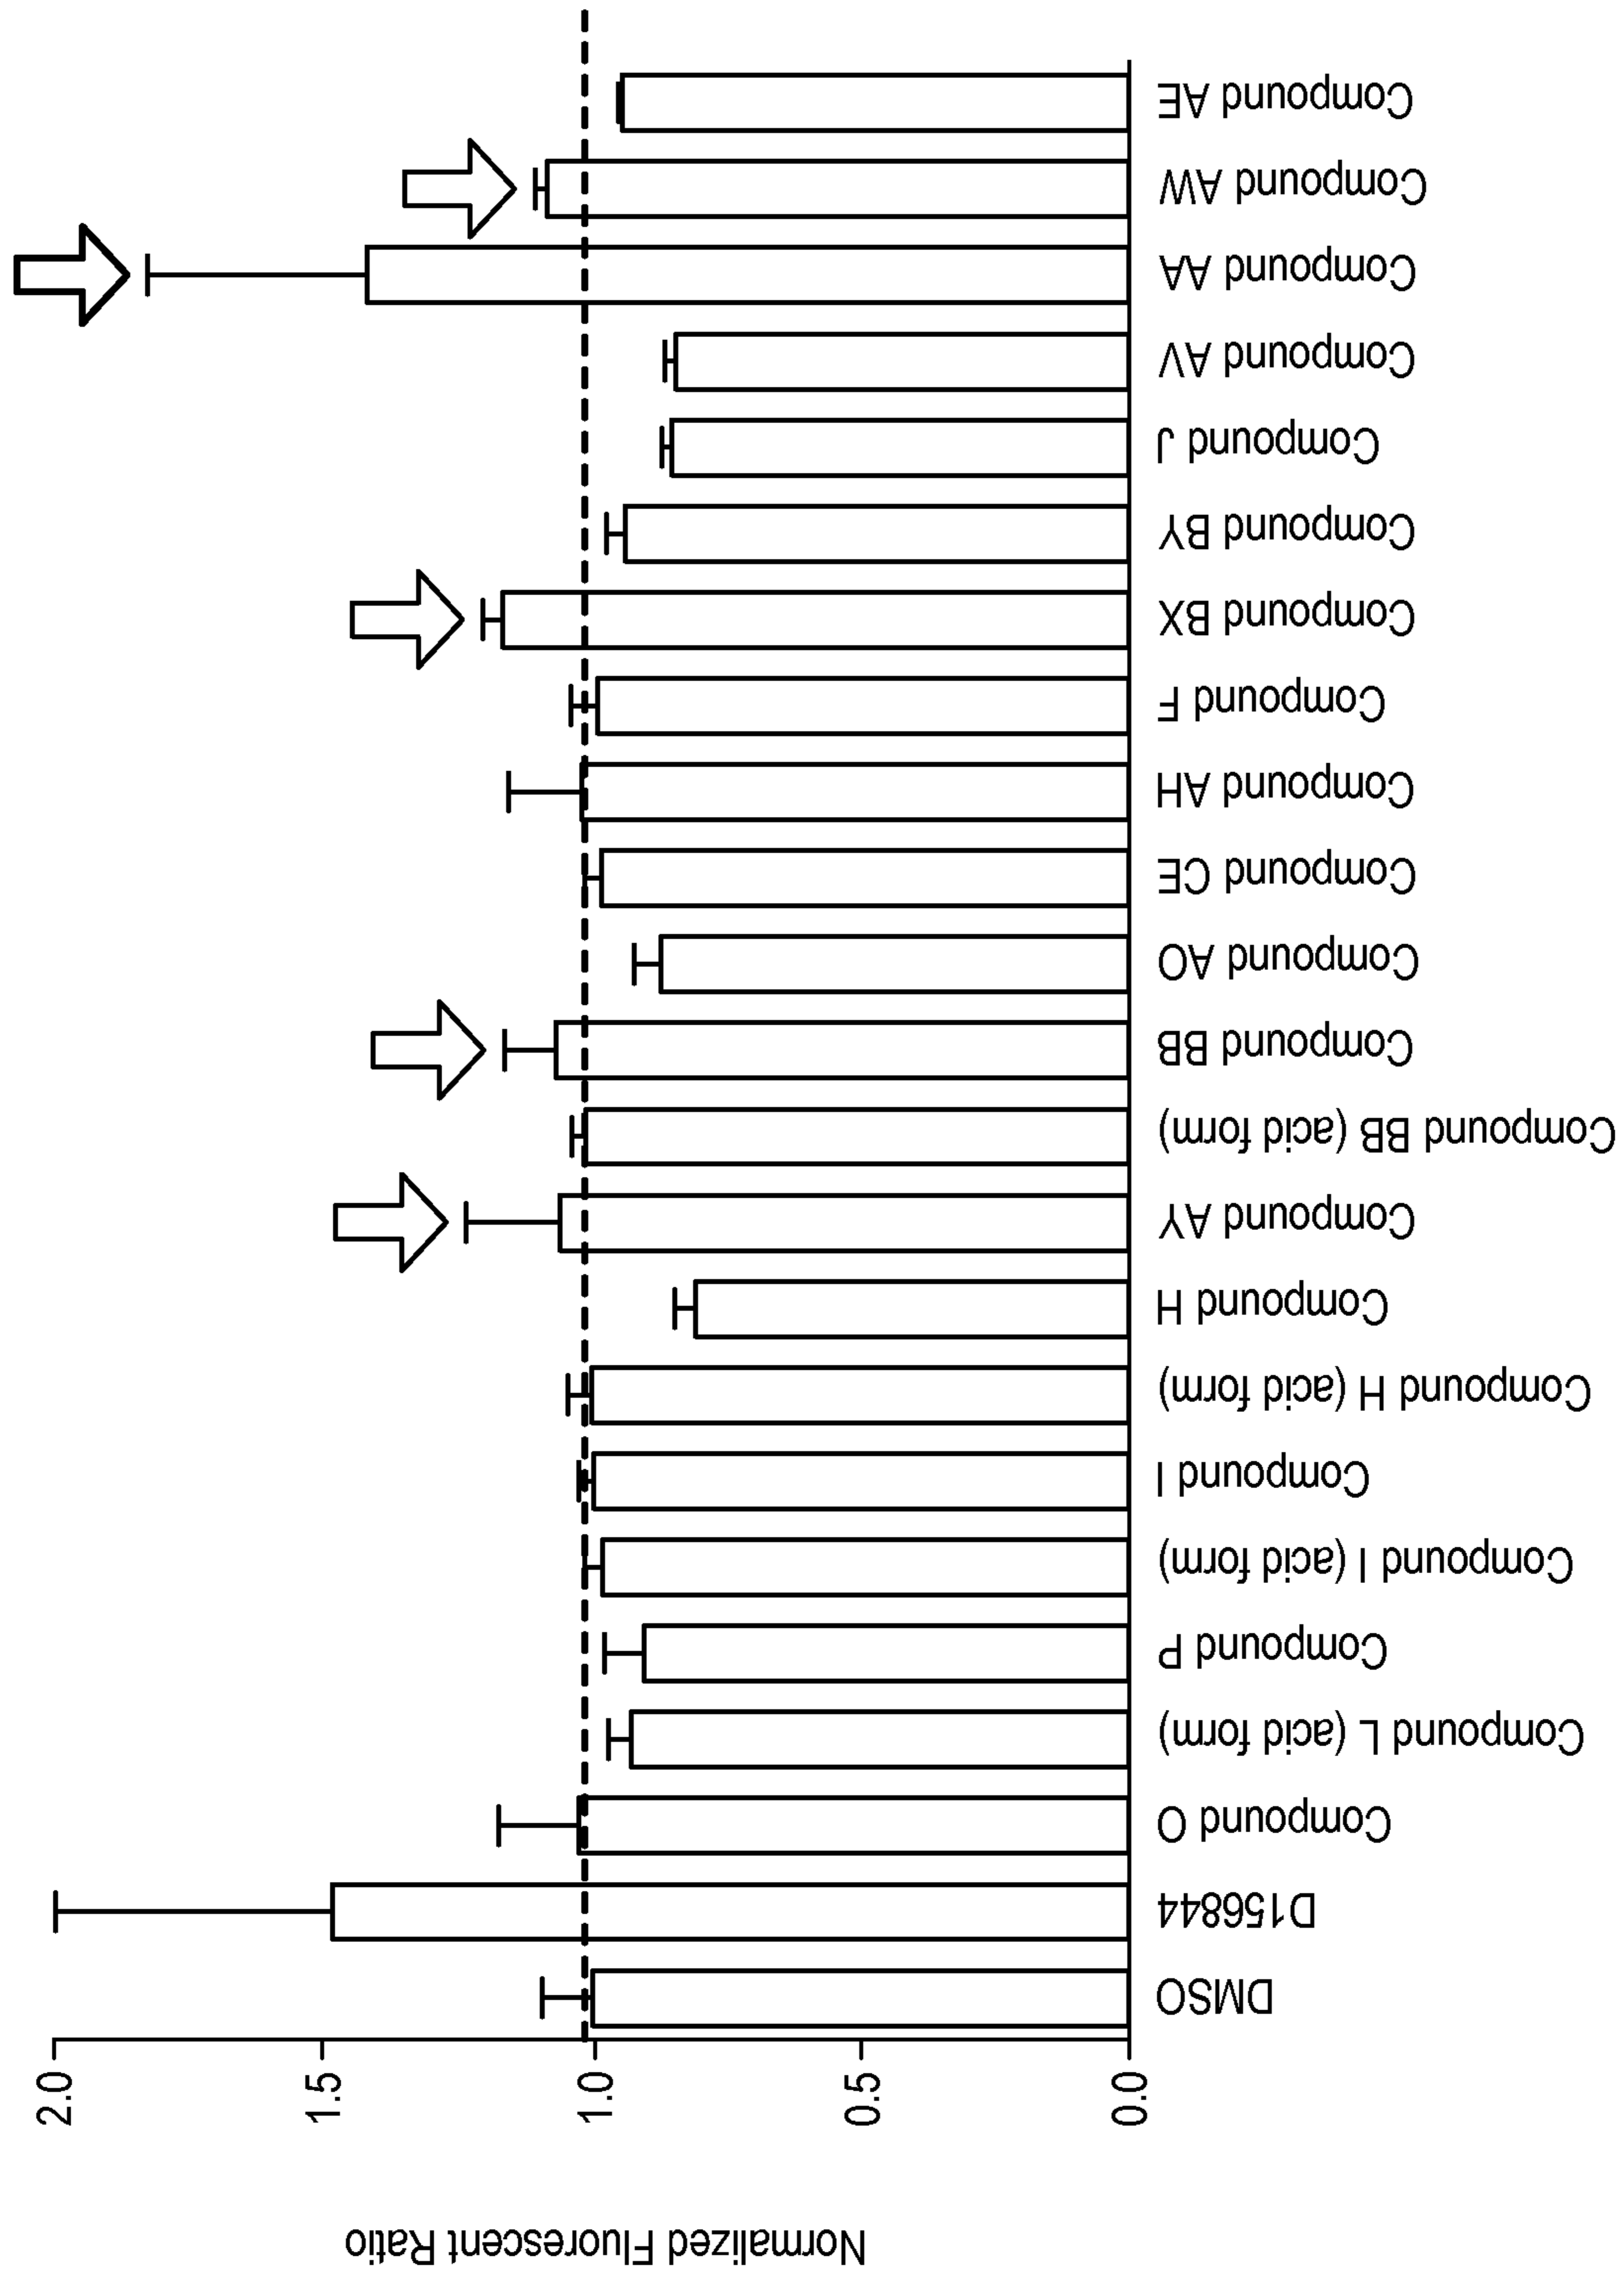 Normalized Fluorescent Ratio
2.0
1.5
1.0
0.5
0.0
DMSO
D156844
Compound O
Compound L (acid form)
Compound P
Compound I (acid form)
Compound I
Compound H (acid form)
Compound H
Compound AY
Compound BB (acid form)
Compound BB
Compound AO
Compound CE
Compound AH
Compound F
Compound BX
Compound BY
Compound J
Compound AV
Compound AA
Compound AW
Compound AE